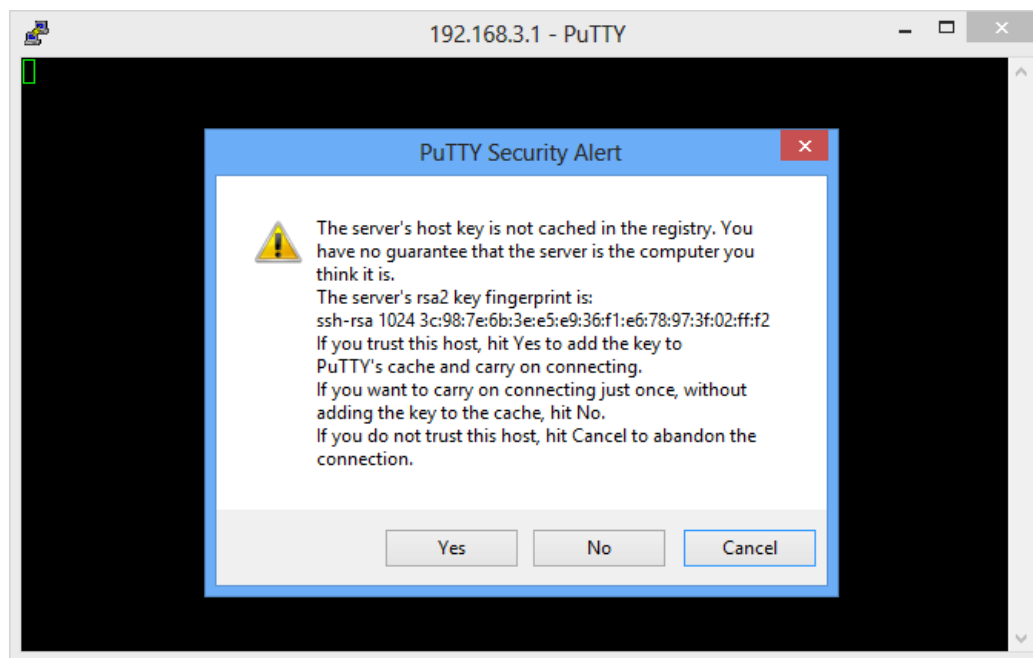 192.168.3.1 - PuTTY
PuTTY Security Alert
The server's host key is not cached in the registry. You
have no guarantee that the server is the computer you
think it is.
The server's rsa2 key fingerprint is:
ssh-rsa 1024 3c:98:7e:6b:3e:e5:e9:36:f1:e6:78:97:3f:02:ff:f2
If you trust this host, hit Yes to add the key to
PuTTY's cache and carry on connecting.
If you want to carry on connecting just once, without
adding the key to the cache, hit No.
If you do not trust this host, hit Cancel to abandon the
connection.
Yes No Cancel